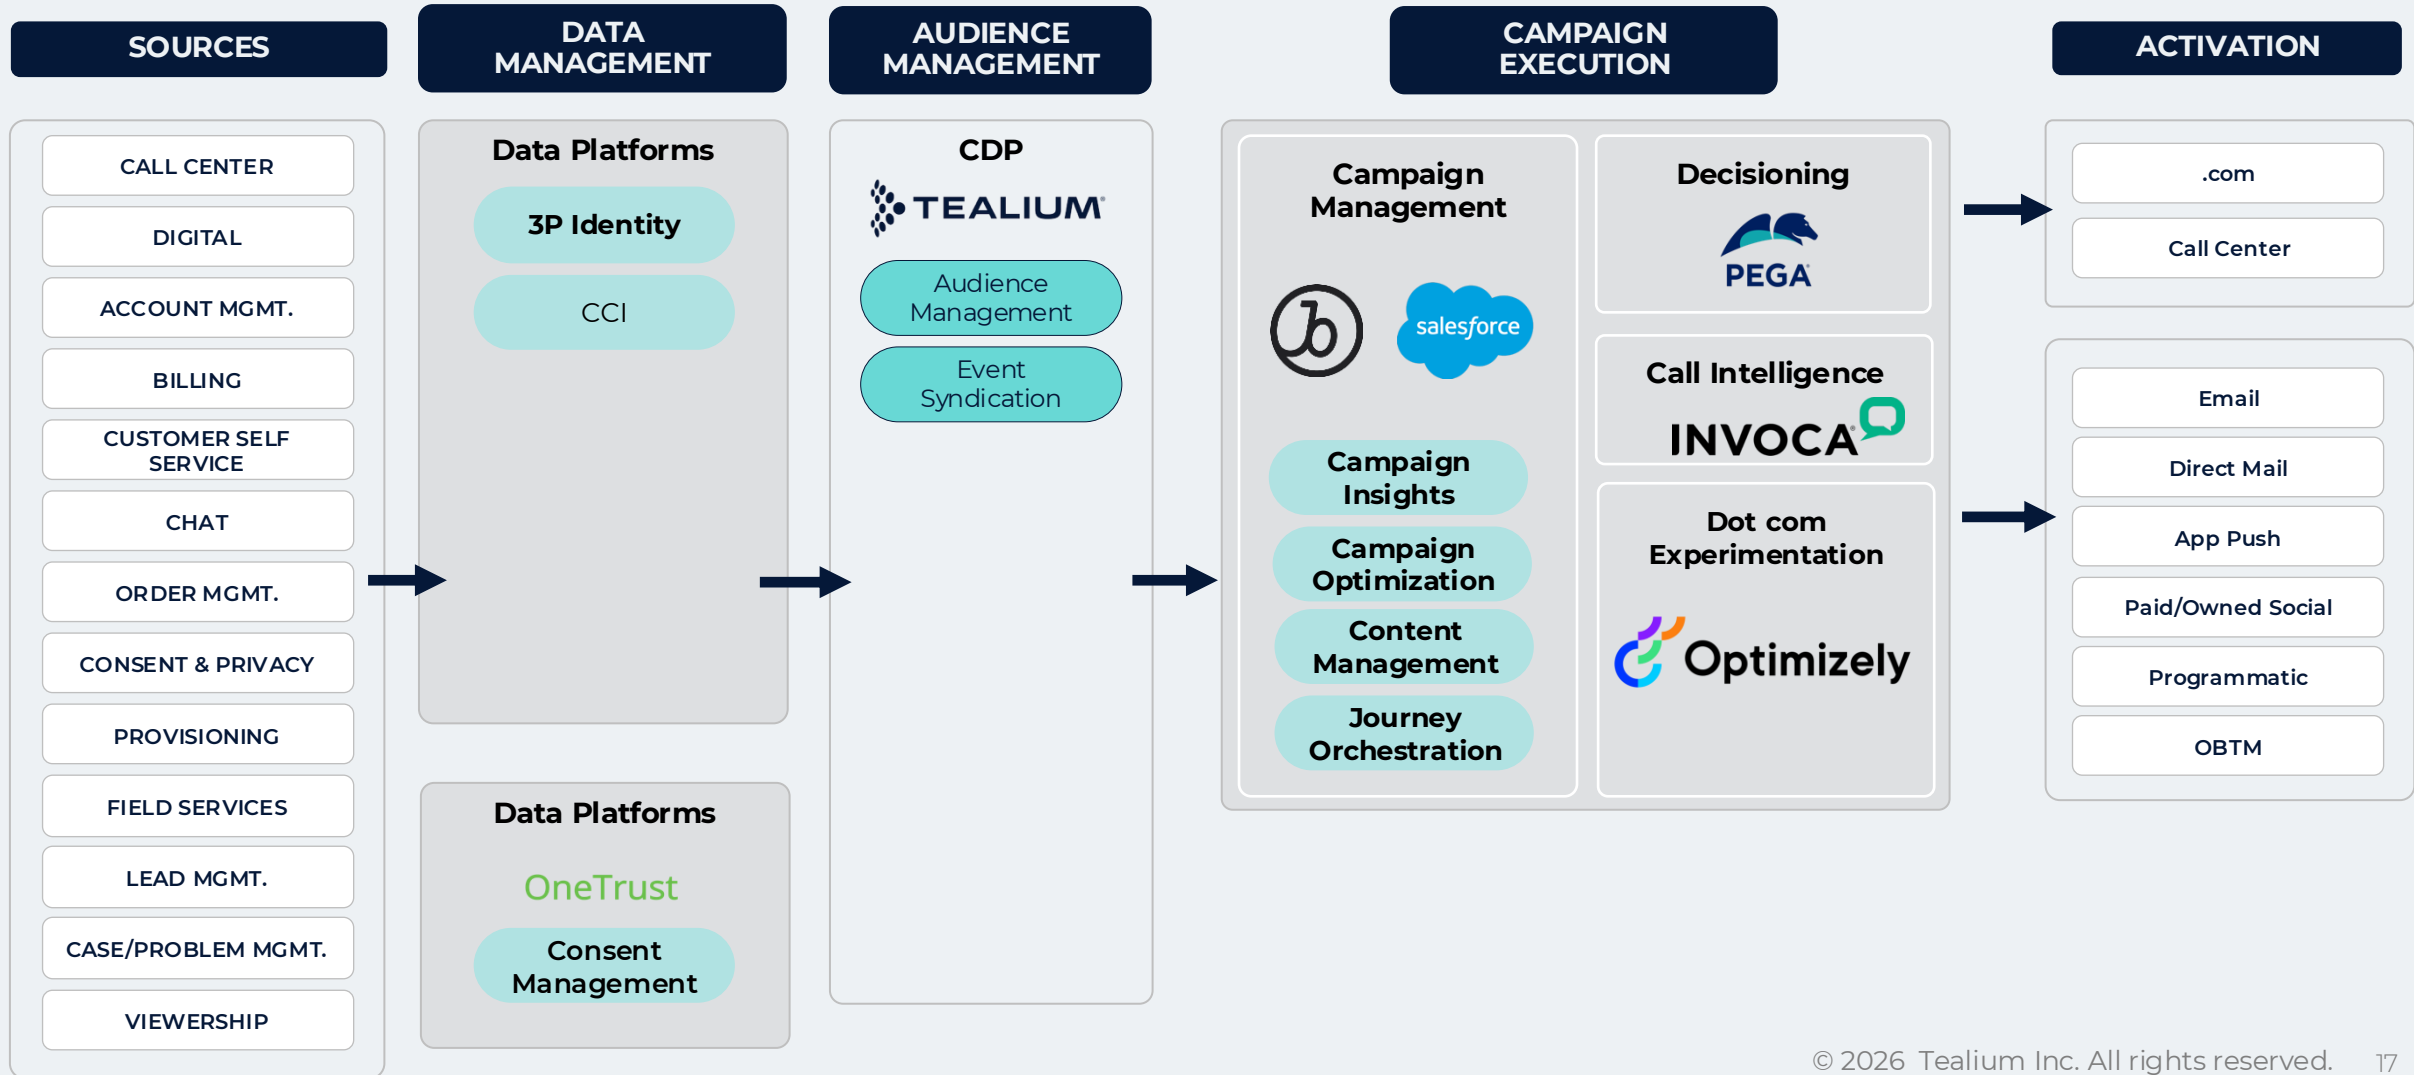 SOURCES
CALL CENTER
DIGITAL
ACCOUNT MGMT.
BILLING
CUSTOMER SELF
SERVICE
CHAT
ORDER MGMT.
CONSENT & PRIVACY
PROVISIONING
FIELD SERVICES
LEAD MGMT.
CASE/PROBLEM MGMT.
VIEWERSHIP
DATA
MANAGEMENT
Data Platforms
3P Identity
CCI
Data Platforms
OneTrust
Consent
Management
AUDIENCE
MANAGEMENT
CDP
TEALIUM
Audience
Management
Event
Syndication
CAMPAIGN
EXECUTION
Campaign
Management
salesforce
Campaign
Insights
Campaign
Optimization
Content
Management
Journey
Orchestration
Decisioning
PEGA
Call Intelligence
INVOCA
Dot com
Experimentation
Optimizely
ACTIVATION
.com
Call Center
Email
Direct Mail
App Push
Paid/Owned Social
Programmatic
OBTM
© 2026 Tealium Inc. All rights reserved.
17